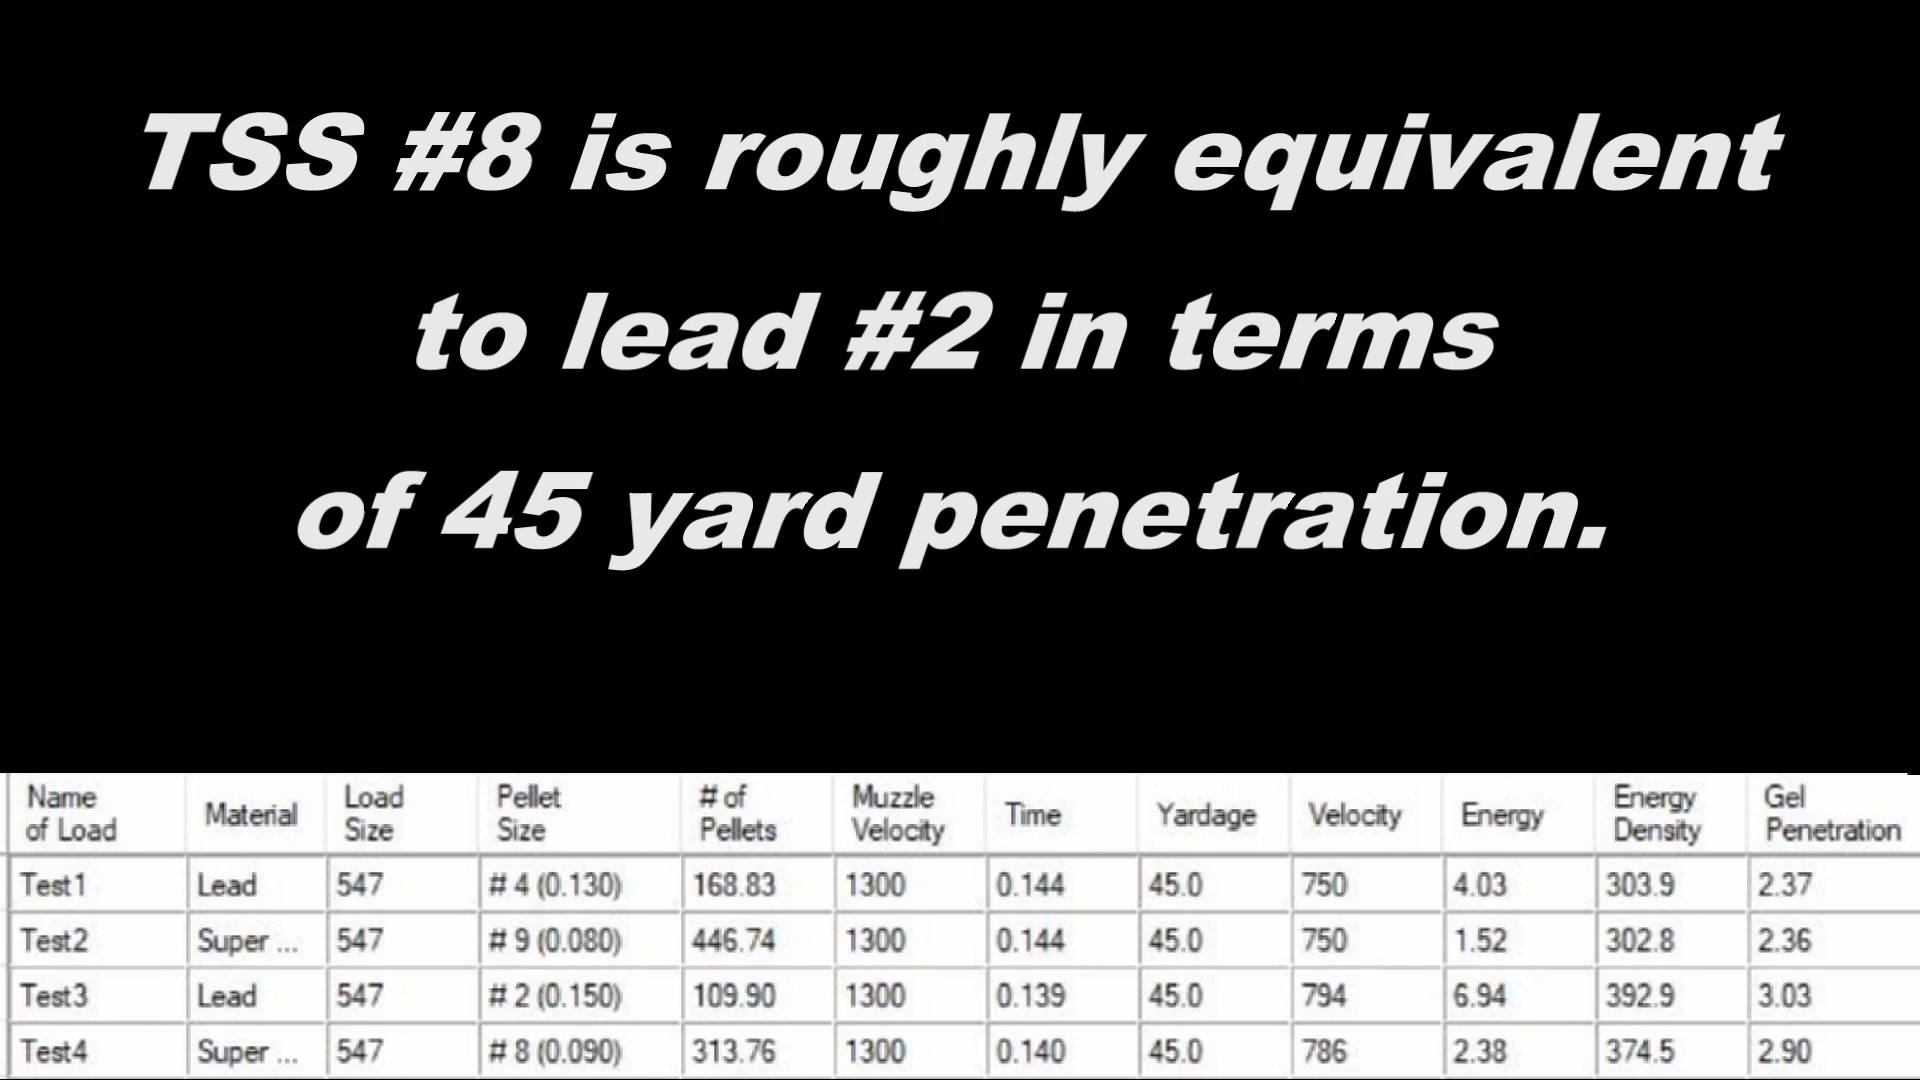 TSS #8 is roughly equivalent
to lead #2 in terms
of 45 yard penetration.
Name of Load Material Load Size Pellet Size # of Pellets Muzzle Velocity Time Yardage Velocity Energy Energy Density Gel Penetration
Test1 Lead 547 # 4 (0.130) 168.83 1300 0.144 45.0 750 4.03 303.9 2.37
Test2 Super ... 547 # 9 (0.080) 446.74 1300 0.144 45.0 750 1.52 302.8 2.36
Test3 Lead 547 # 2 (0.150) 109.90 1300 0.139 45.0 794 6.94 392.9 3.03
Test4 Super ... 547 # 8 (0.090) 313.76 1300 0.140 45.0 786 2.38 374.5 2.90